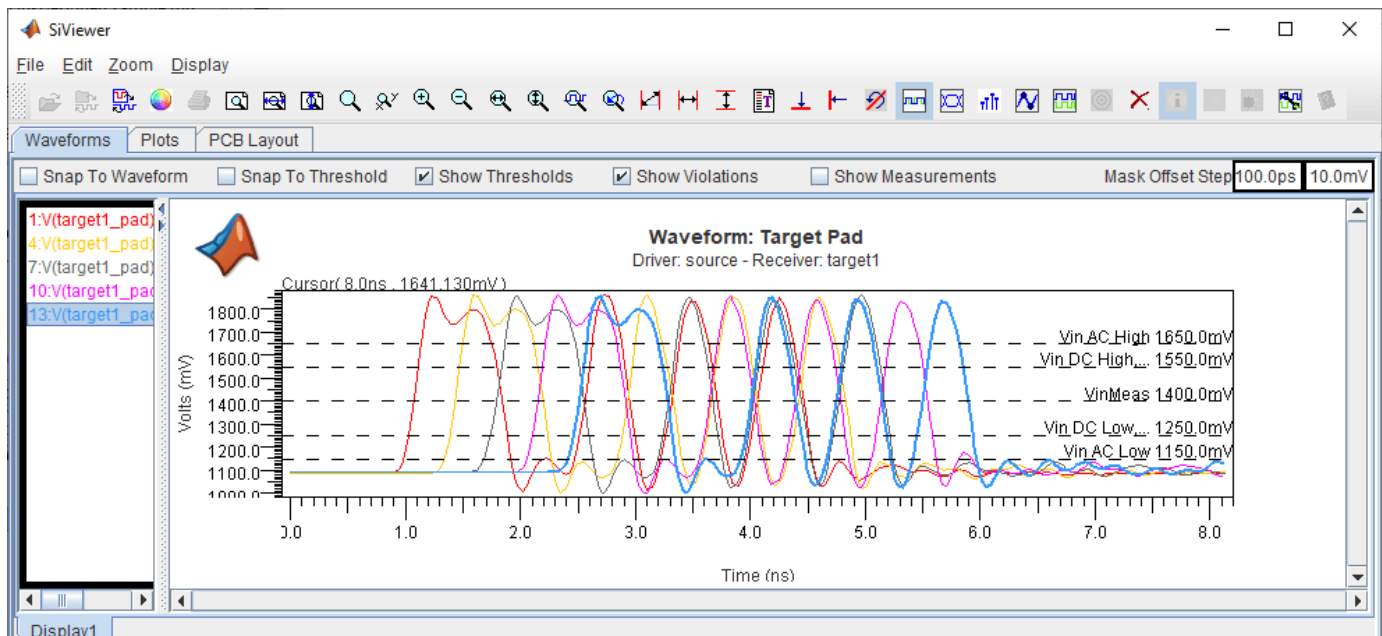 SiViewer
File Edit Zoom Display
Waveforms Plots PCB Layout
Snap To Waveform Snap To Threshold Show Thresholds Show Violations Show Measurements Mask Offset Step 100.0ps 10.0mV
1:V(target1_pad)
4:V(target1_pad)
7:V(target1_pad)
10:V(target1_pad
13:V(target1_pad
Waveform: Target Pad
Driver: source - Receiver: target1
Cursor( 8.0ns , 1641.130mV )
Volts (mV)
1800.0
1700.0
1600.0
1500.0
1400.0
1300.0
1200.0
1100.0
1000.0
Vin AC High 1650.0mV
Vin DC High,... 1550.0mV
VinMeas 1400.0mV
Vin DC Low,... 1250.0mV
Vin AC Low 1150.0mV
0.0 1.0 2.0 3.0 4.0 5.0 6.0 7.0 8.0
Time (ns)
Display1